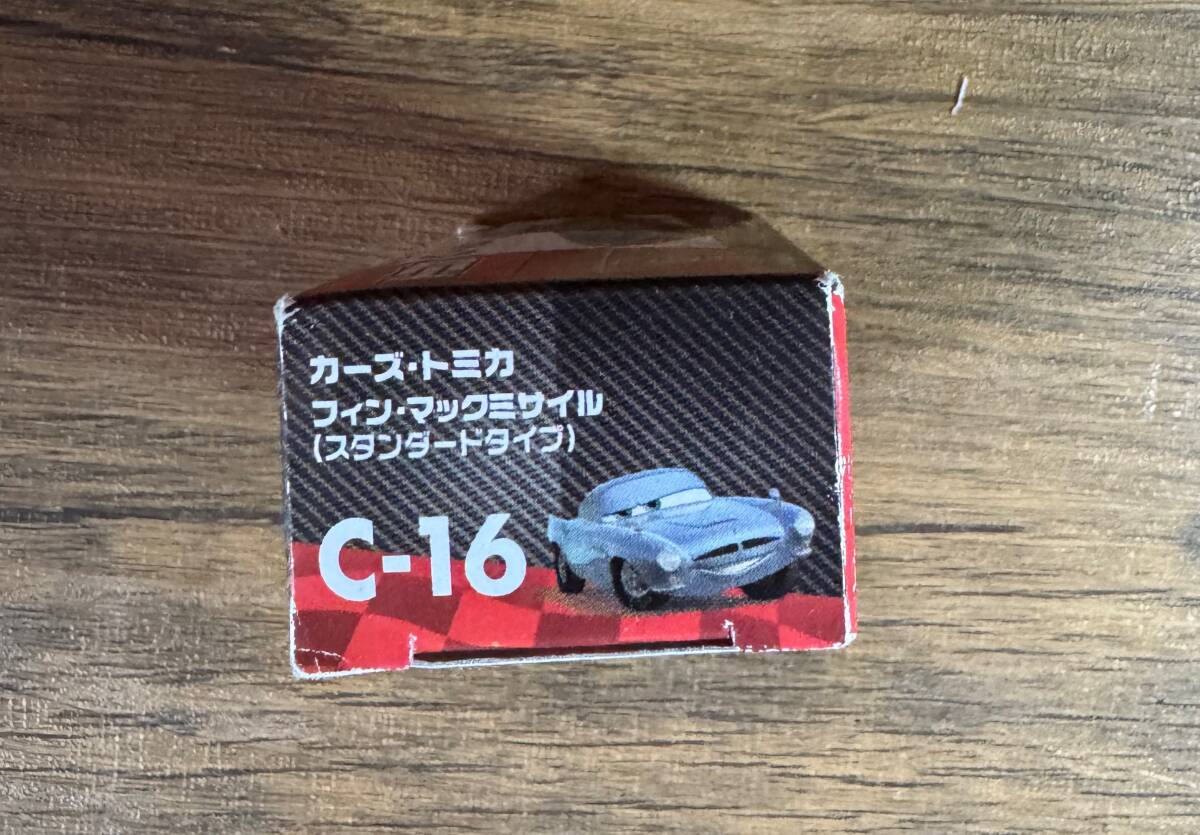 カーズ・トミカ
フィン・マックミサイル
(スタンダードタイプ)
C-16